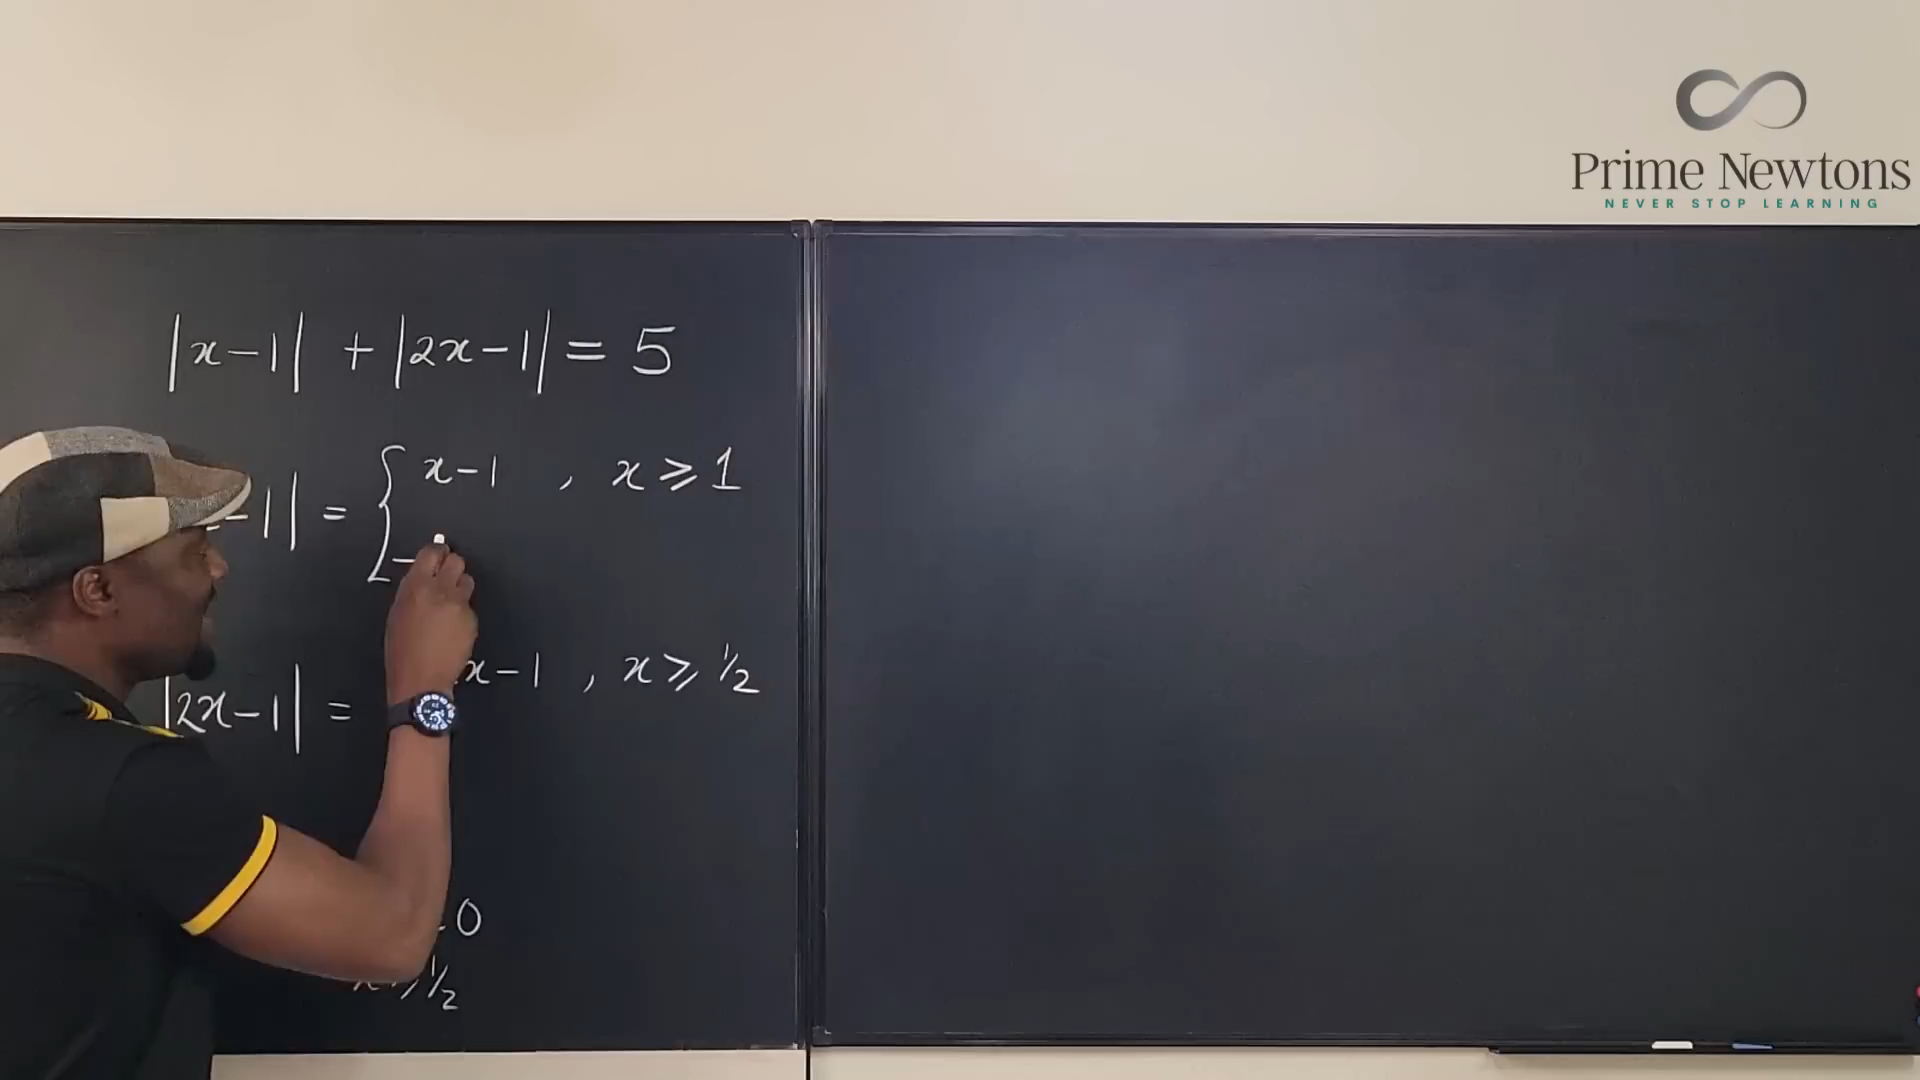 Prime Newtons
NEVER STOP LEARNING
|x-1| + |2x-1| = 5
-1| = { x-1 , x ⩾ 1
-
|2x-1| = x-1 , x ⩾ 1/2
0
1/2